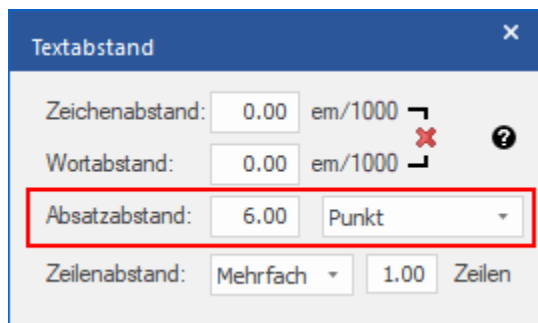 Textabstand
Zeichenabstand: 0.00 em/1000
Wortabstand: 0.00 em/1000
Absatzabstand: 6.00 Punkt
Zeilenabstand: Mehrfach 1.00 Zeilen